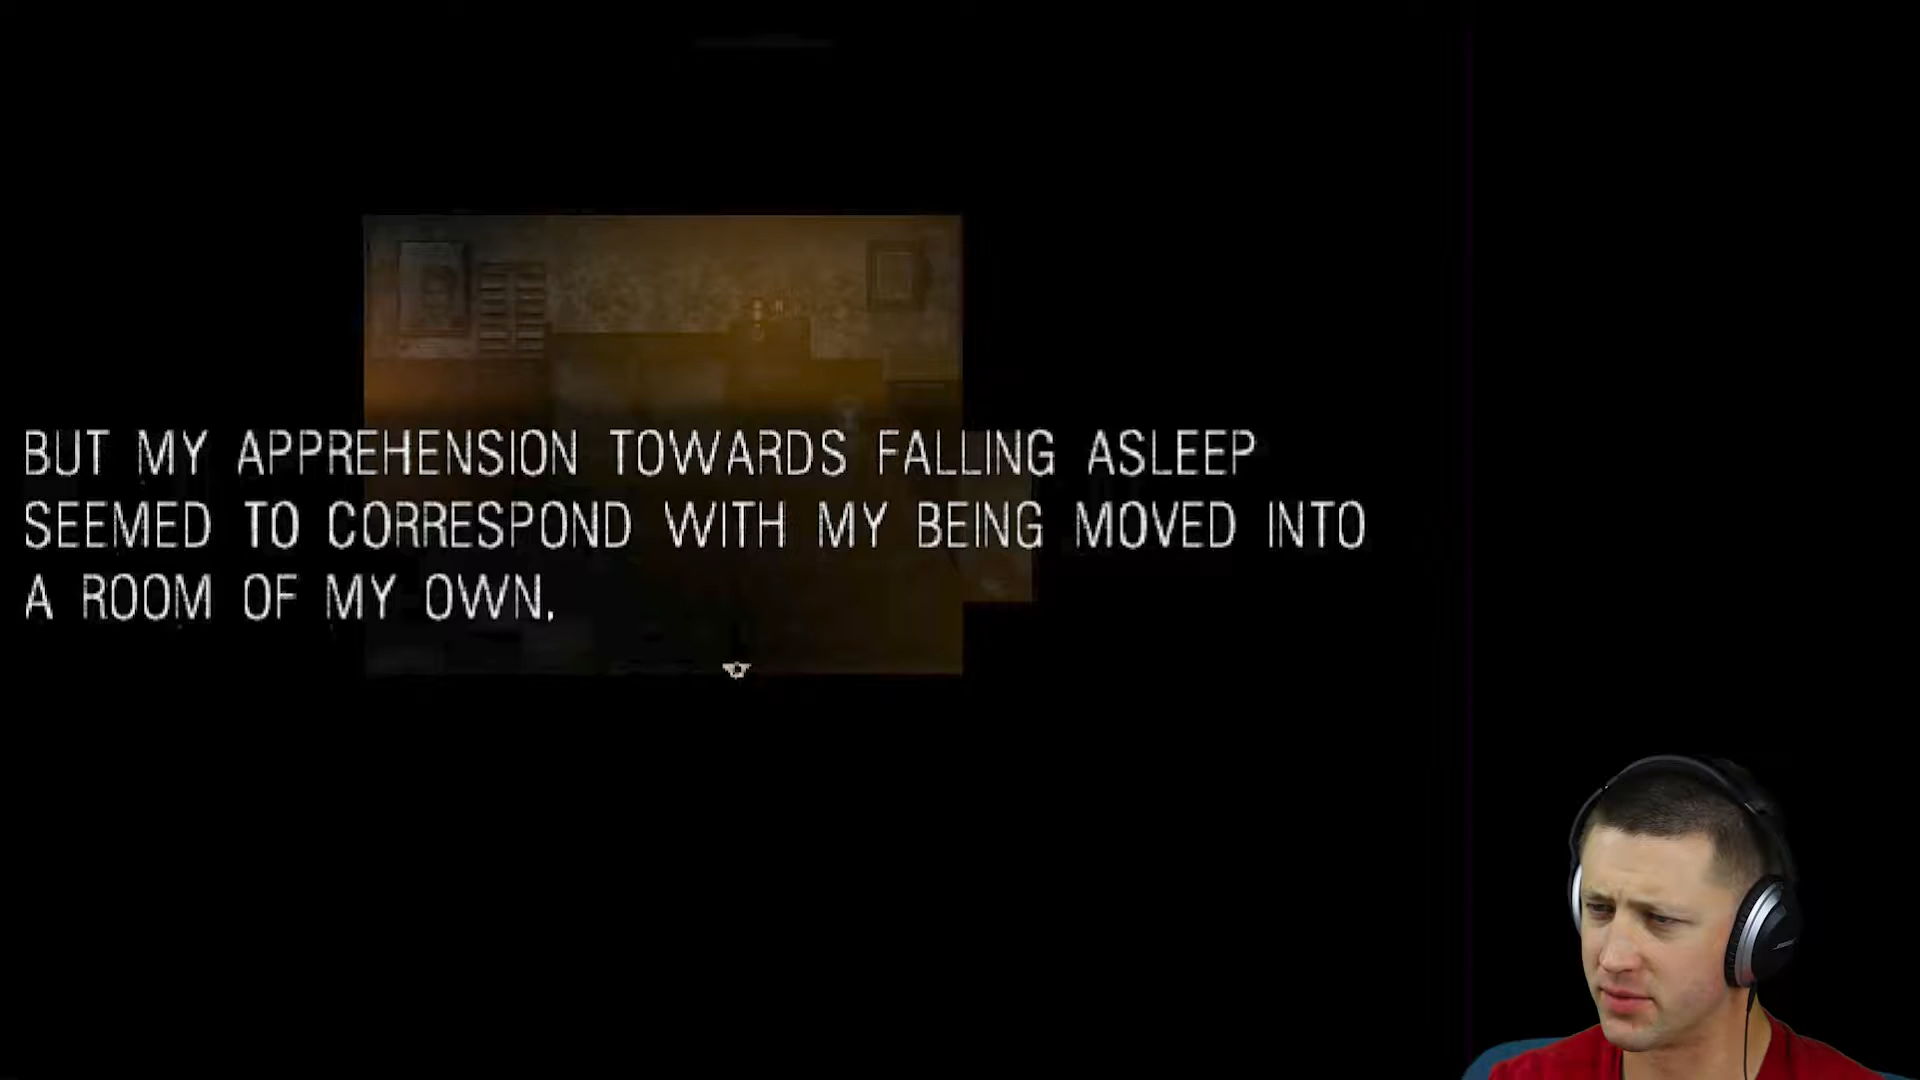 BUT MY APPREHENSION TOWARDS FALLING ASLEEP
SEEMED TO CORRESPOND WITH MY BEING MOVED INTO
A ROOM OF MY OWN.